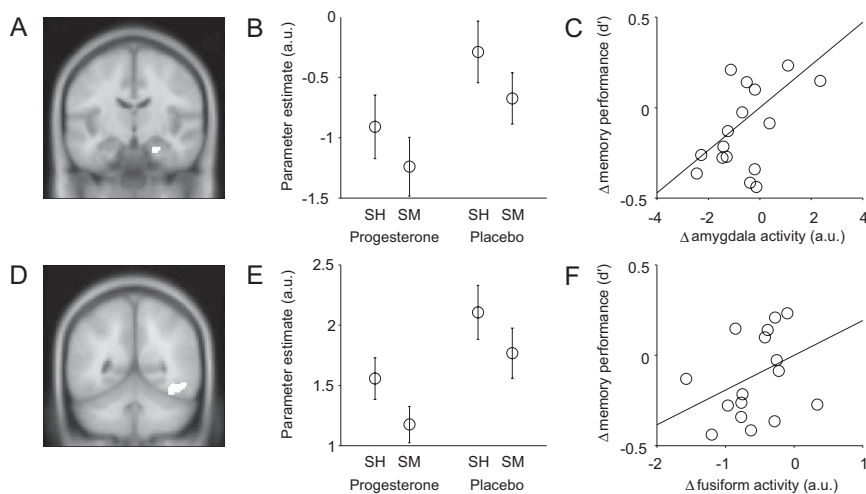 A
B
Parameter estimate (a.u.)
0
-0.5
-1
-1.5
SH SM SH SM
Progesterone Placebo
C
Δ memory performance (d')
0.5
0
-0.5
-4 -2 0 2 4
Δ amygdala activity (a.u.)
D
E
Parameter estimate (a.u.)
2.5
2
1.5
1
SH SM SH SM
Progesterone Placebo
F
Δ memory performance (d')
0.5
0
-0.5
-2 -1 0 1
Δ fusiform activity (a.u.)